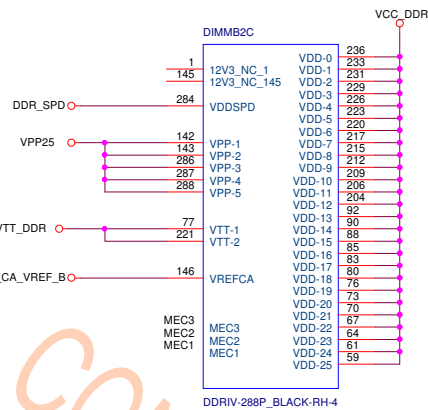 VCC_DDR
DIMMB2C
1 12V3_NC_1
145 12V3_NC_145
DDR_SPD 284 VDDSPD
VPP25 142 VPP-1
143 VPP-2
286 VPP-3
287 VPP-4
288 VPP-5
VTT_DDR 77 VTT-1
221 VTT-2
_CA_VREF_B 146 VREFCA
MEC3 MEC3
MEC2 MEC2
MEC1 MEC1
VDD-0 236
VDD-1 233
VDD-2 231
VDD-3 229
VDD-4 226
VDD-5 223
VDD-6 220
VDD-7 217
VDD-8 215
VDD-9 212
VDD-10 209
VDD-11 206
VDD-12 204
VDD-13 92
VDD-14 90
VDD-15 88
VDD-16 85
VDD-17 83
VDD-18 80
VDD-19 76
VDD-20 73
VDD-21 70
VDD-22 67
VDD-23 64
VDD-24 61
VDD-25 59
DDRIV-288P_BLACK-RH-4